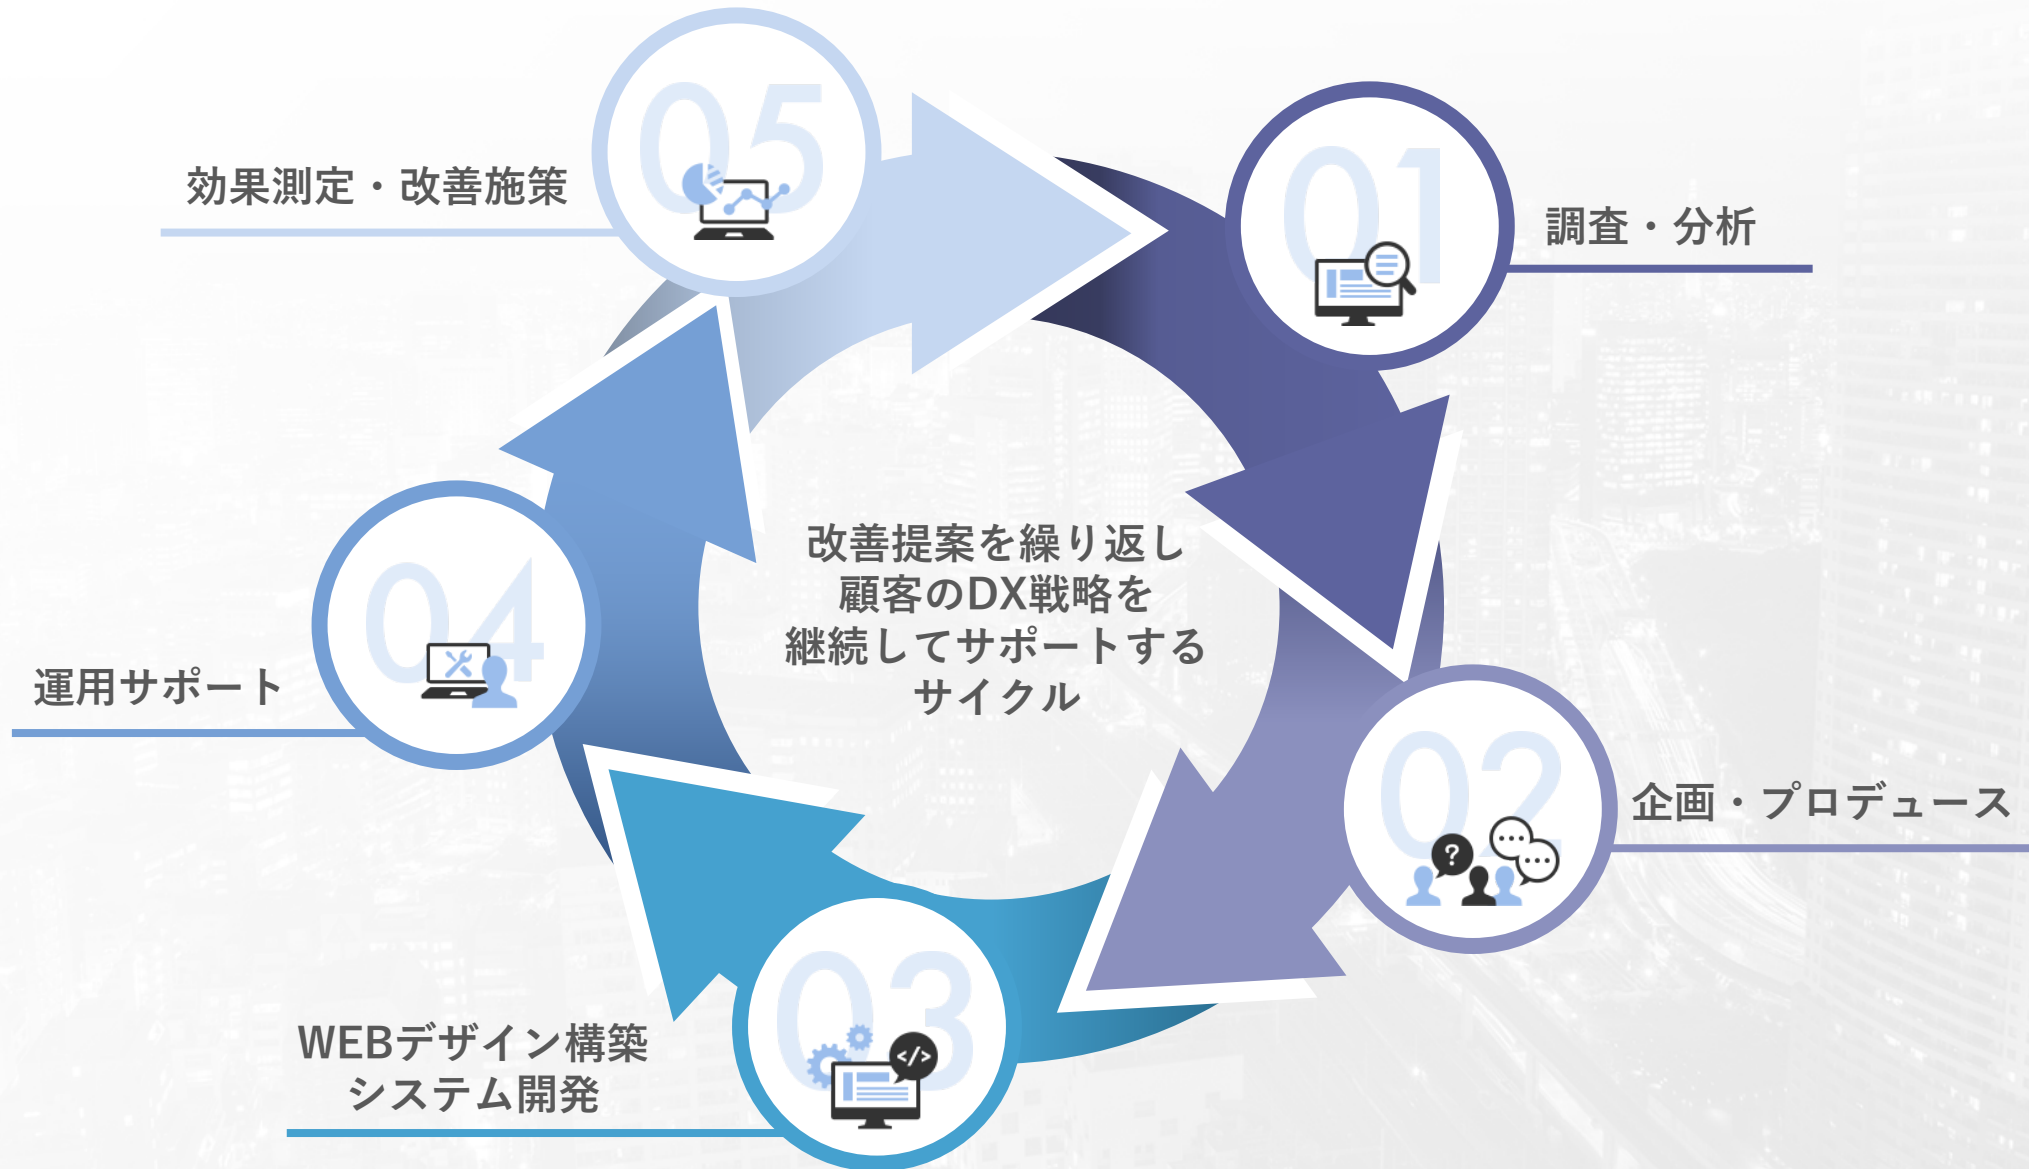 05
効果測定・改善施策
01
調査・分析
改善提案を繰り返し
顧客のDX戦略を
継続してサポートする
サイクル
04
運用サポート
02
?
企画・プロデュース
03
</>
WEBデザイン構築
システム開発